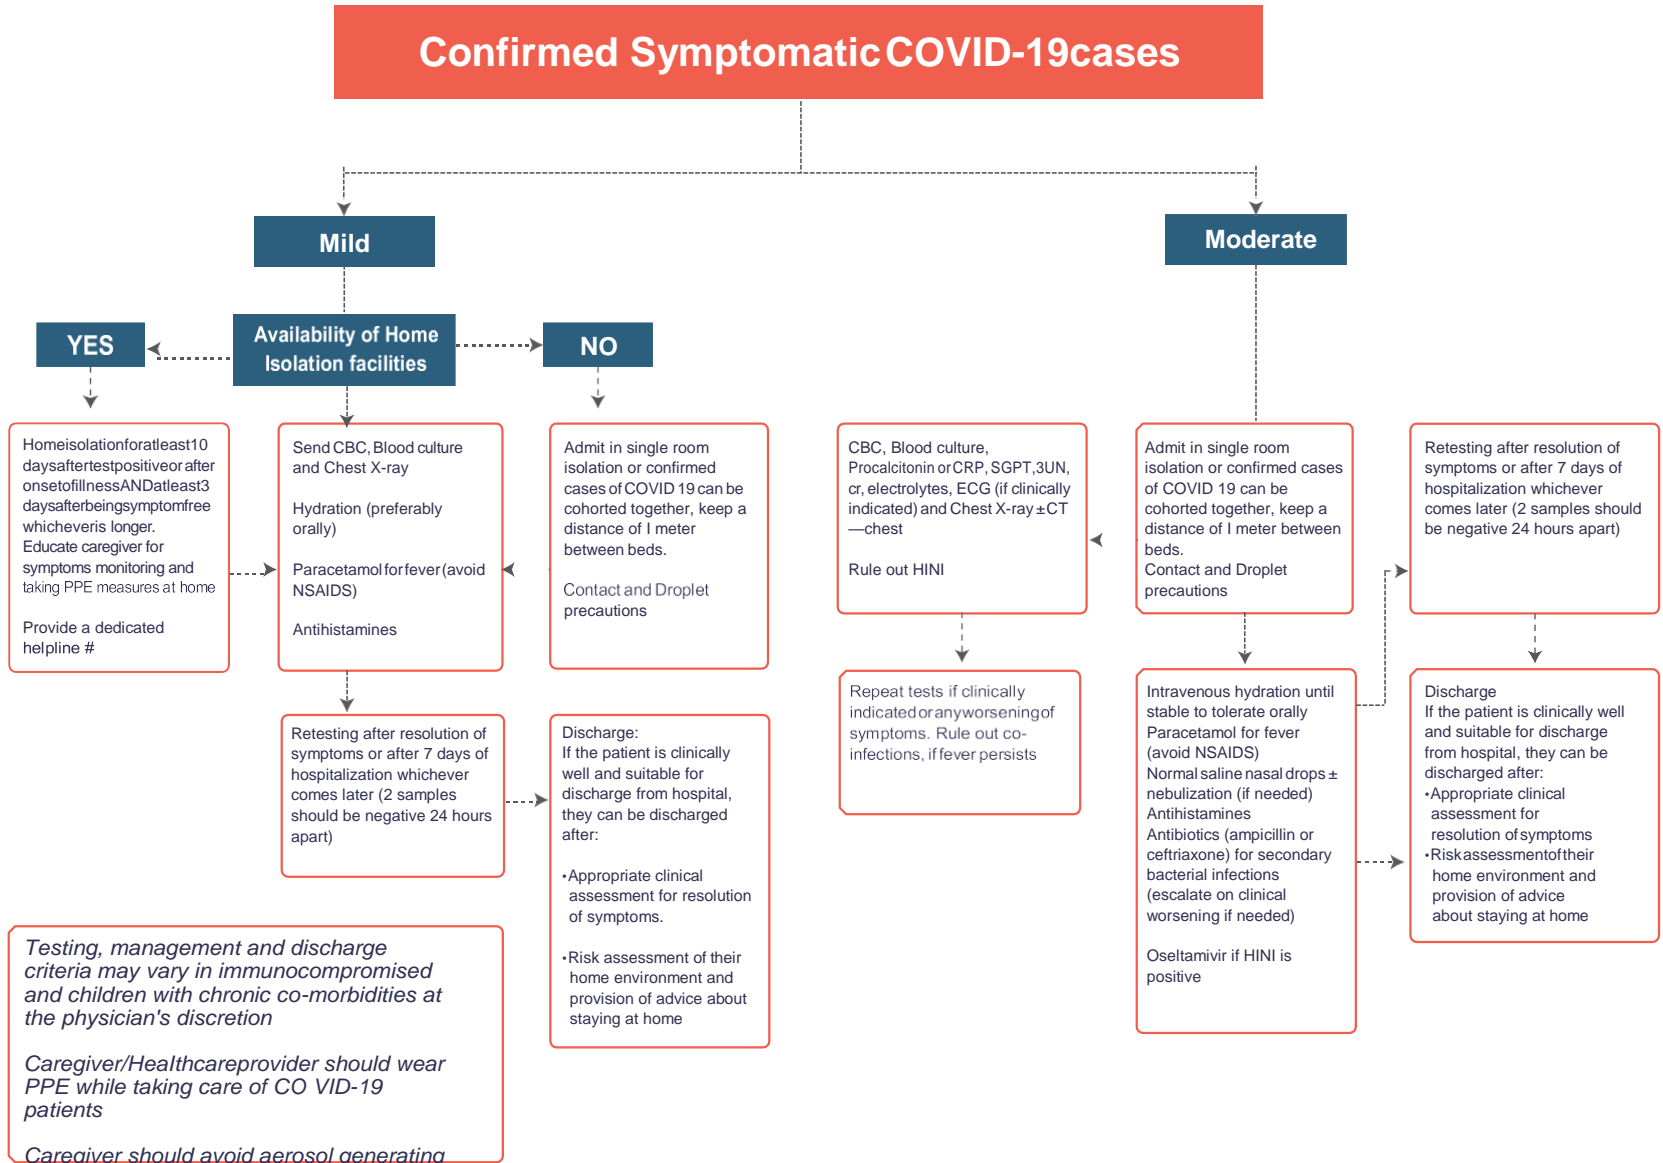 Confirmed Symptomatic COVID-19cases
Mild
Moderate
YES
Availability of Home
Isolation facilities
NO
Homeisolationforatleast10
daysaftertestpositiveorafter
onsetofillnessANDatleast3
daysafterbeingsymptomfree
whicheveris longer.
Educate caregiver for
symptoms monitoring and
taking PPE measures at home
Provide a dedicated
helpline #
Send CBC, Blood culture
and Chest X-ray
Hydration (preferably
orally)
Paracetamol for fever (avoid
NSAIDS)
Antihistamines
Admit in single room
isolation or confirmed
cases of COVID 19 can be
cohorted together, keep a
distance of I meter
between beds.
Contact and Droplet
precautions
CBC, Blood culture,
Procalcitonin or CRP, SGPT,3UN,
cr, electrolytes, ECG (if clinically
indicated) and Chest X-ray ±CT
—chest
Rule out HINI
Admit in single room
isolation or confirmed cases
of COVID 19 can be
cohorted together, keep a
distance of I meter between
beds.
Contact and Droplet
precautions
Retesting after resolution of
symptoms or after 7 days of
hospitalization whichever
comes later (2 samples should
be negative 24 hours apart)
Retesting after resolution of
symptoms or after 7 days of
hospitalization whichever
comes later (2 samples
should be negative 24 hours
apart)
Discharge:
If the patient is clinically
well and suitable for
discharge from hospital,
they can be discharged
after:
•Appropriate clinical
assessment for resolution
of symptoms.
•Risk assessment of their
home environment and
provision of advice about
staying at home
Repeat tests if clinically
indicated or any worsening of
symptoms. Rule out co-
infections, if fever persists
Intravenous hydration until
stable to tolerate orally
Paracetamol for fever
(avoid NSAIDS)
Normal saline nasal drops ±
nebulization (if needed)
Antihistamines
Antibiotics (ampicillin or
ceftriaxone) for secondary
bacterial infections
(escalate on clinical
worsening if needed)
Oseltamivir if HINI is
positive
Discharge
If the patient is clinically well
and suitable for discharge
from hospital, they can be
discharged after:
•Appropriate clinical
assessment for
resolution of symptoms
•Riskassessmentoftheir
home environment and
provision of advice
about staying at home
Testing, management and discharge
criteria may vary in immunocompromised
and children with chronic co-morbidities at
the physician's discretion
Caregiver/Healthcareprovider should wear
PPE while taking care of CO VID-19
patients
Caregiver should avoid aerosol generating